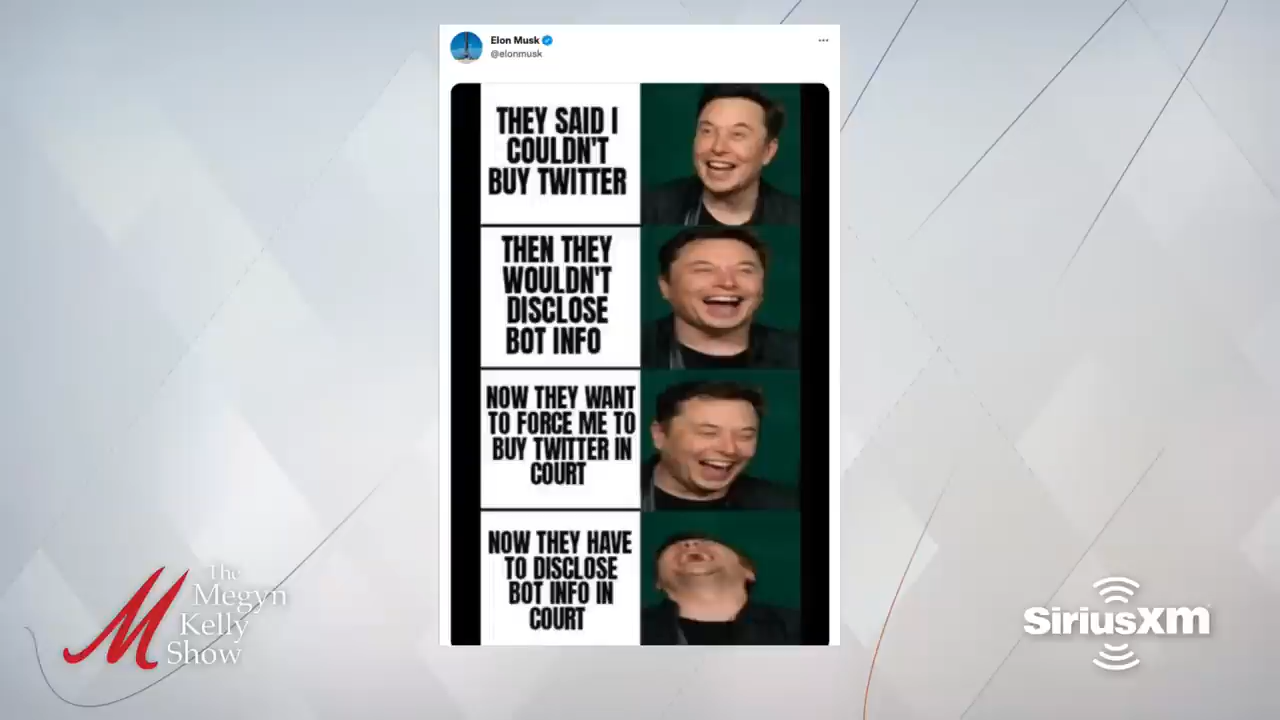 Elon Musk
@elonmusk
THEY SAID I
COULDN'T
BUY TWITTER
THEN THEY
WOULDN'T
DISCLOSE
BOT INFO
NOW THEY WANT
TO FORCE ME TO
BUY TWITTER IN
COURT
NOW THEY HAVE
TO DISCLOSE
BOT INFO IN
COURT
The
Megyn
Kelly
Show
SiriusXM